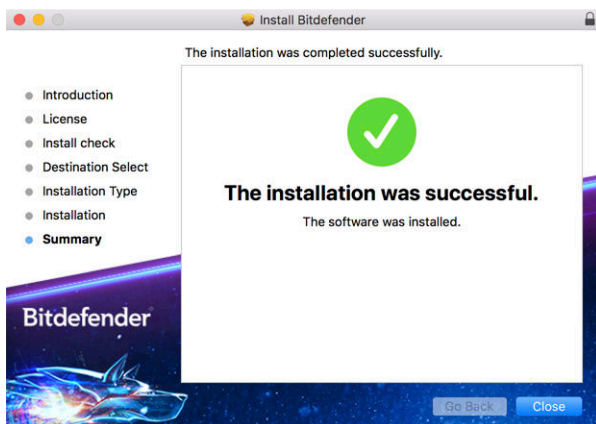 Install Bitdefender
The installation was completed successfully.
Introduction
License
Install check
Destination Select
Installation Type
Installation
Summary
The installation was successful.
The software was installed.
Bitdefender
Go Back
Close